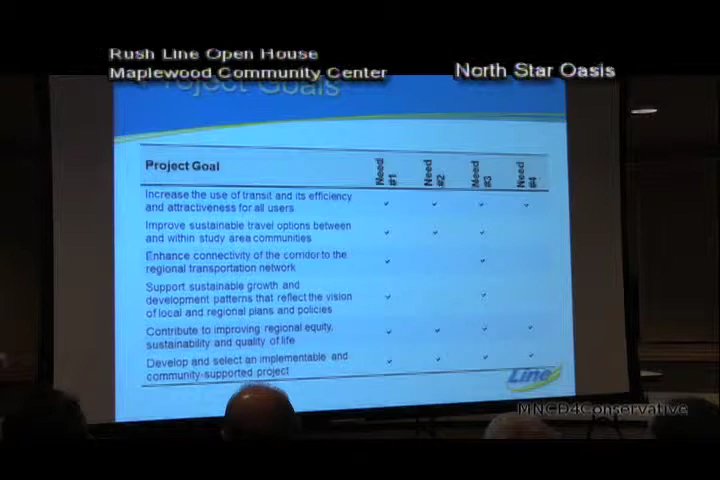 Rush Line Open House
Maplewood Community Center
North Star Oasis
Project Goals
Project Goal
Need #1
Need #2
Need #3
Need #4
Increase the use of transit and its efficiency
and attractiveness for all users
Improve sustainable travel options between
and within study area communities
Enhance connectivity of the corridor to the
regional transportation network
Support sustainable growth and
development patterns that reflect the vision
of local and regional plans and policies
Contribute to improving regional equity,
sustainability and quality of life
Develop and select an implementable and
community-supported project
Line
MNCD4Conservative